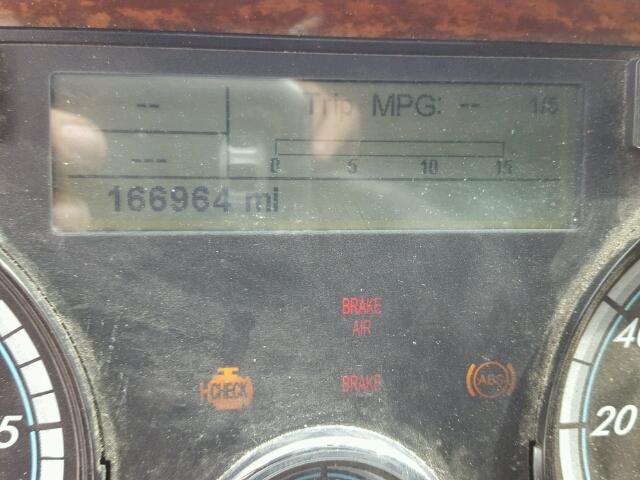 -- Trip MPG: -- 1/5
---
0 5 10 15
166964 mi
BRAKE
AIR
CHECK BRAKE ABS
5 40
20